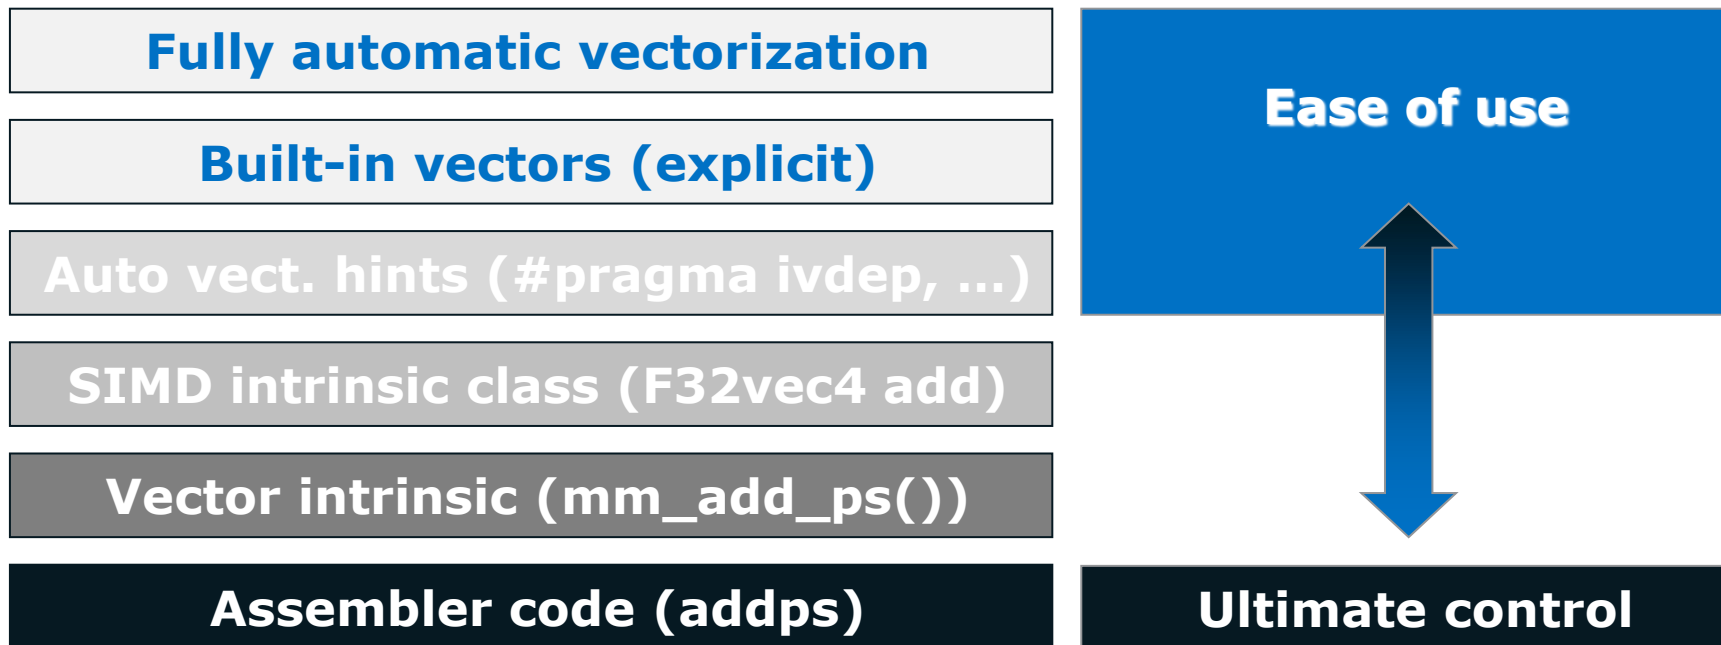 Fully automatic vectorization
Ease of use
Built-in vectors (explicit)
Auto vect. hints (#pragma ivdep, …)
SIMD intrinsic class (F32vec4 add)
Vector intrinsic (mm_add_ps())
Assembler code (addps)
Ultimate control